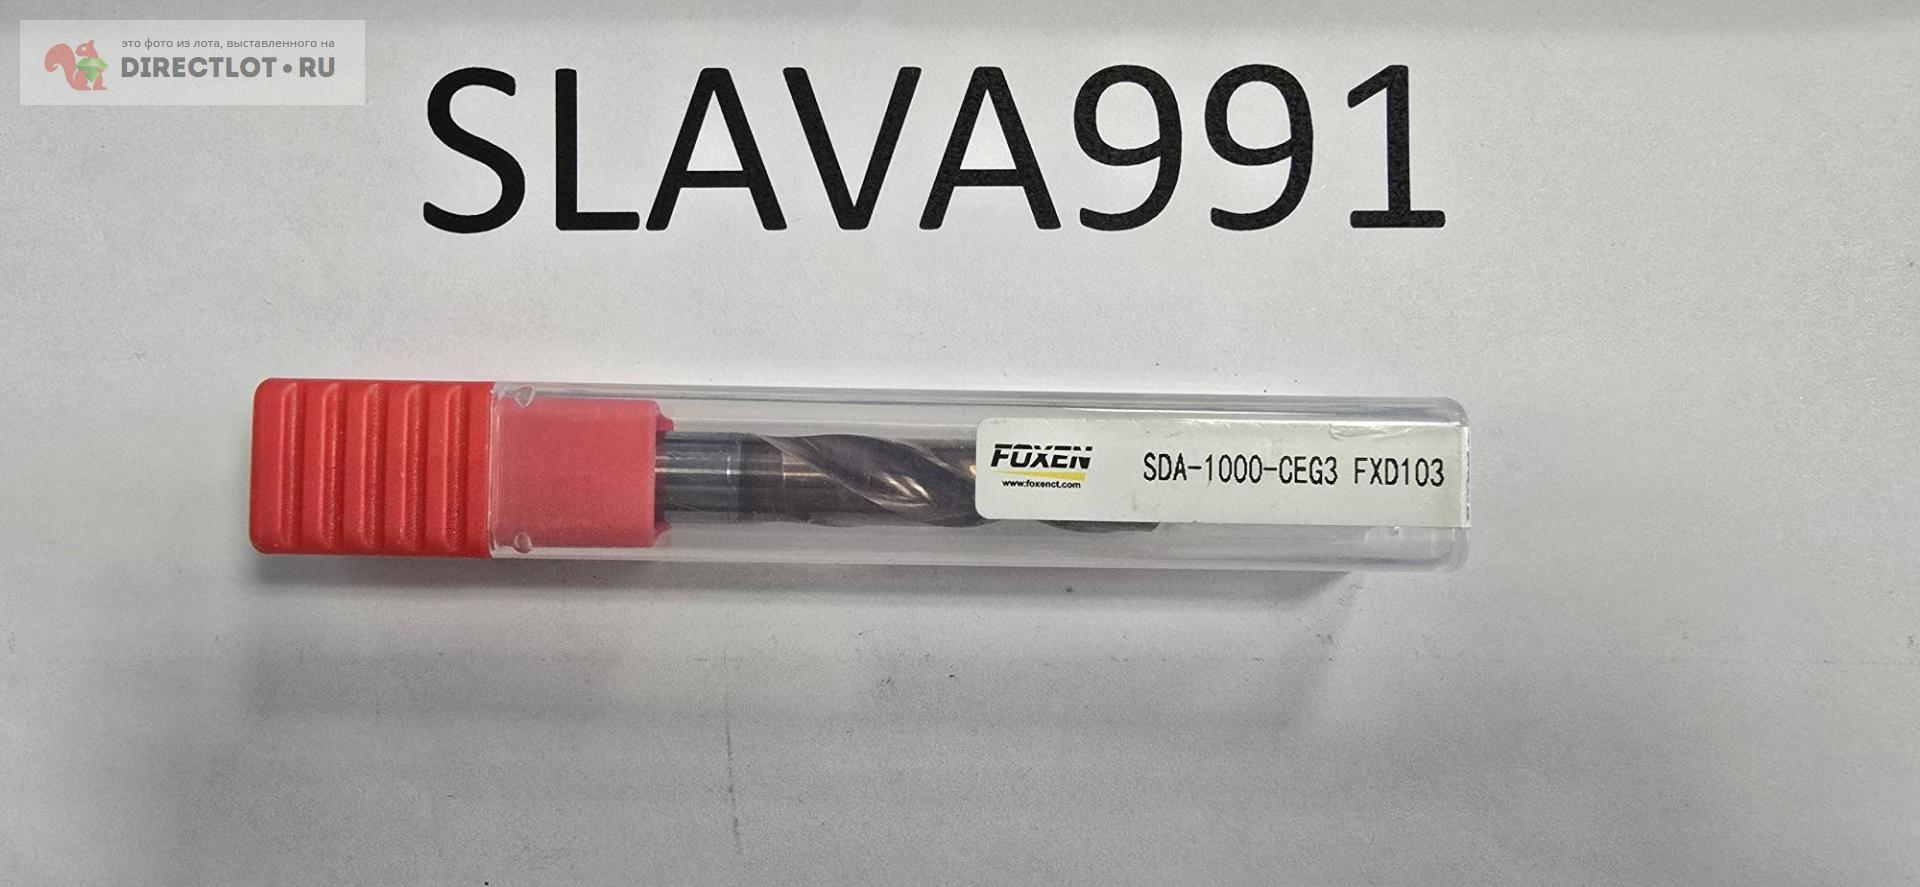 это фото из лота, выставленного на
DIRECTLOT•RU
SLAVA991
FOXEN
www.foxenct.com
SDA-1000-CEG3 FXD103